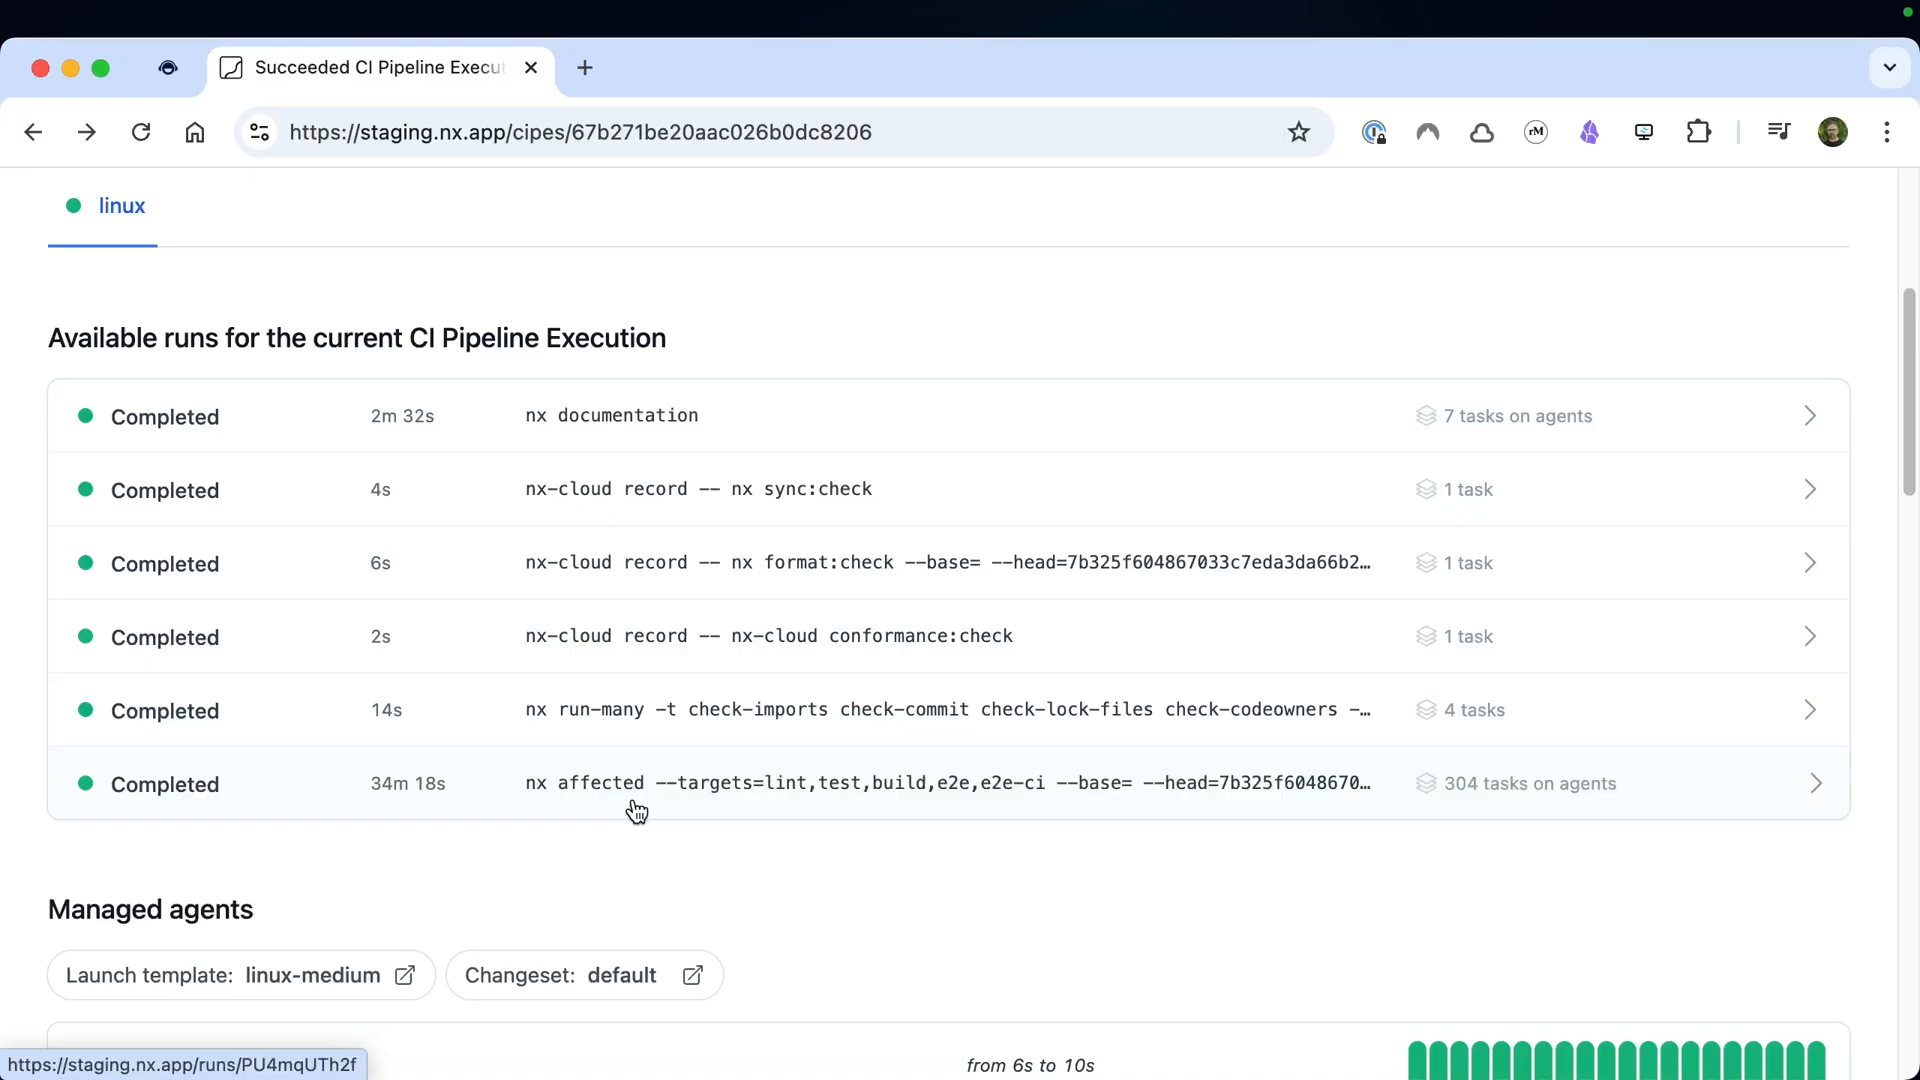 Succeeded CI Pipeline Execut
https://staging.nx.app/cipes/67b271be20aac026b0dc8206
rM
linux
Available runs for the current CI Pipeline Execution
Completed 2m 32s nx documentation 7 tasks on agents
Completed 4s nx-cloud record -- nx sync:check 1 task
Completed 6s nx-cloud record -- nx format:check --base= --head=7b325f604867033c7eda3da66b2… 1 task
Completed 2s nx-cloud record -- nx-cloud conformance:check 1 task
Completed 14s nx run-many -t check-imports check-commit check-lock-files check-codeowners -… 4 tasks
Completed 34m 18s nx affected --targets=lint,test,build,e2e,e2e-ci --base= --head=7b325f6048670… 304 tasks on agents
Managed agents
Launch template: linux-medium Changeset: default
from 6s to 10s
https://staging.nx.app/runs/PU4mqUTh2f